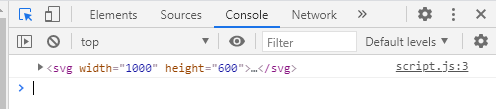 Elements Sources Console Network »
top Filter Default levels ▼
▶<svg width="1000" height="600">…</svg> script.js:3
>